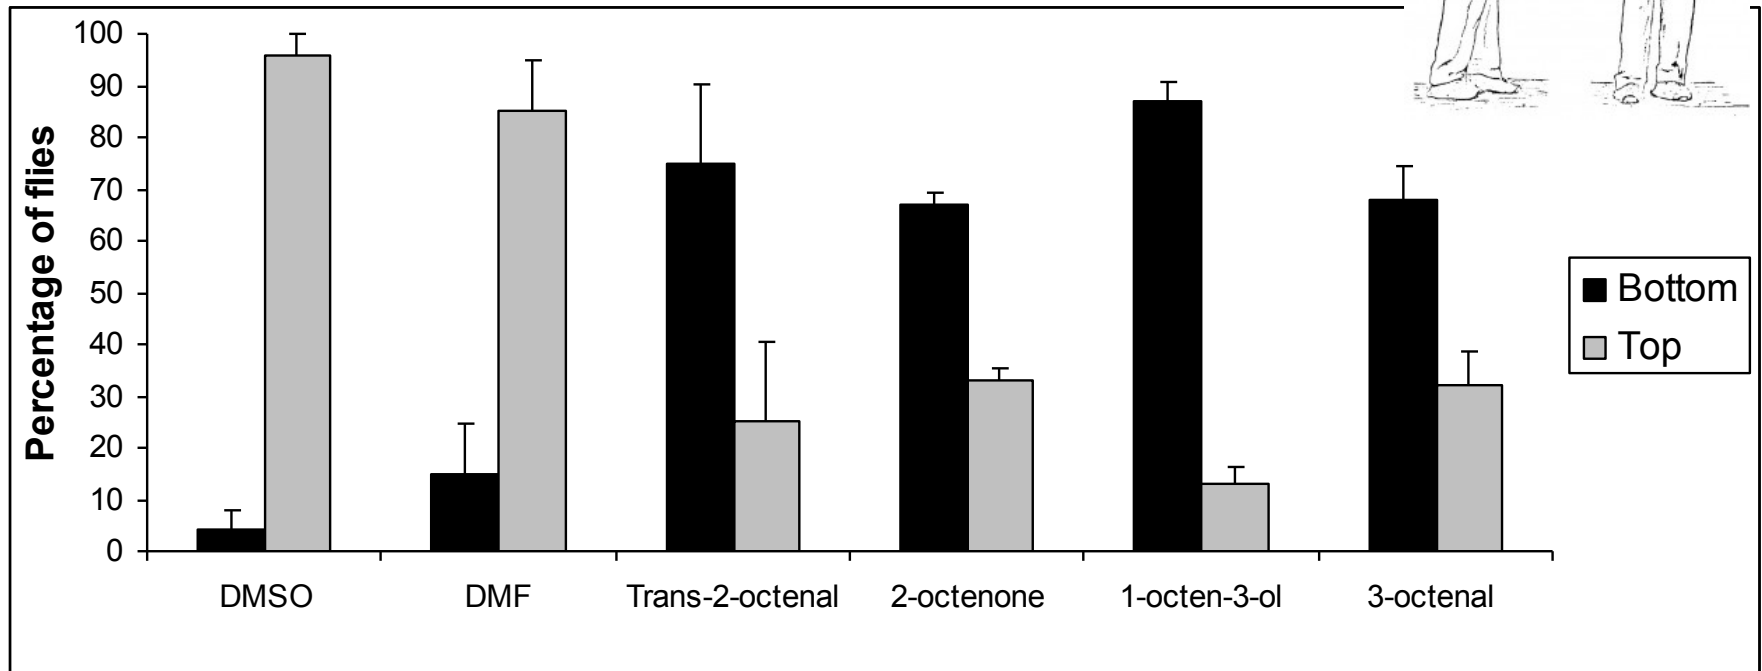 Percentage of flies
100
90
80
70
60
50
40
30
20
10
0
DMSO DMF Trans-2-octenal 2-octenone 1-octen-3-ol 3-octenal
Bottom
Top